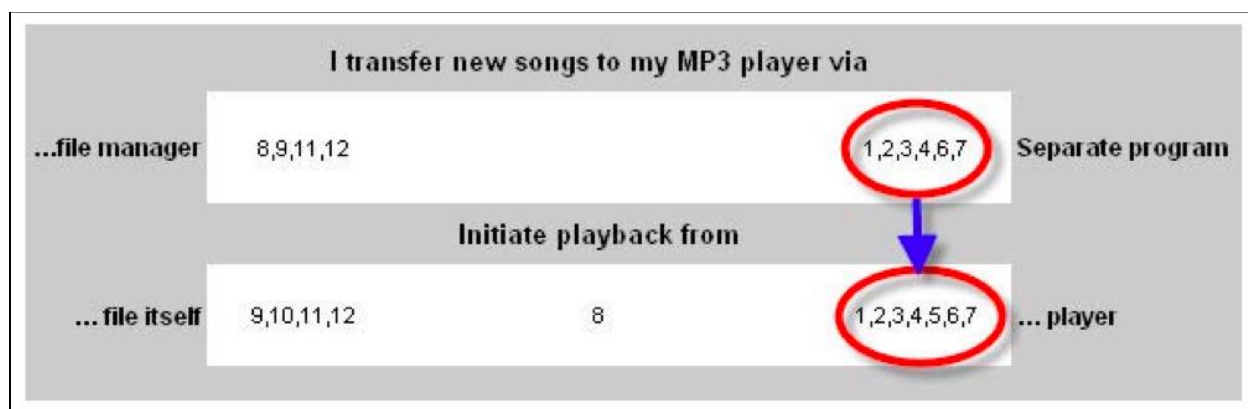 I transfer new songs to my MP3 player via
...file manager 8,9,11,12 1,2,3,4,6,7 Separate program
Initiate playback from
... file itself 9,10,11,12 8 1,2,3,4,5,6,7 ... player